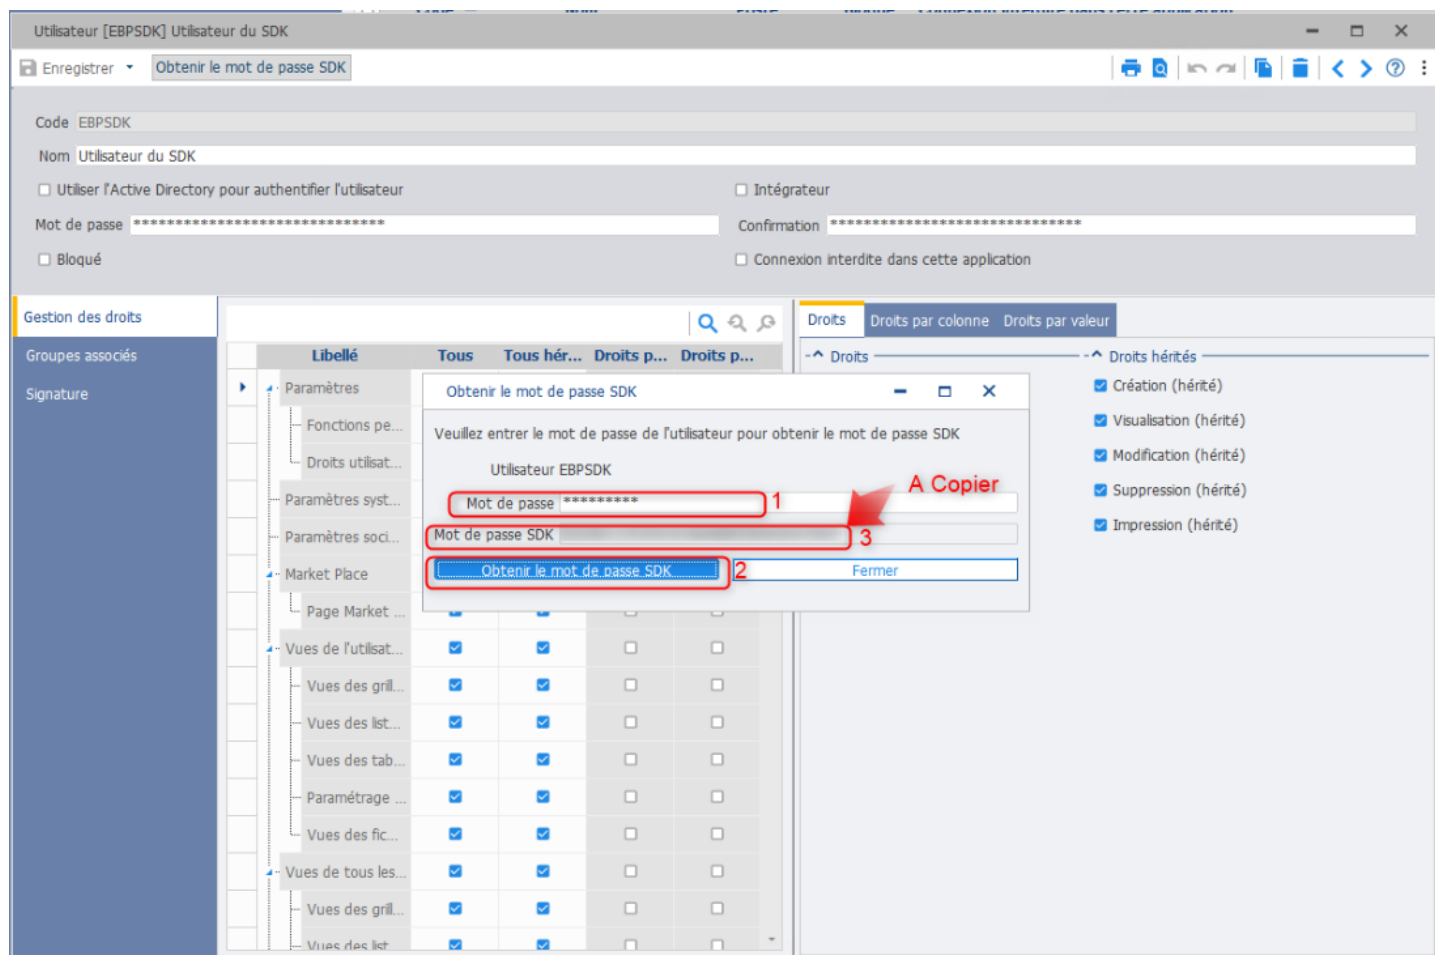 Utilisateur [EBPSDK] Utilisateur du SDK
Enregistrer Obtenir le mot de passe SDK
Code EBPSDK
Nom Utilisateur du SDK
Utiliser l'Active Directory pour authentifier l'utilisateur Intégrateur
Mot de passe ****************************** Confirmation ******************************
Bloqué Connexion interdite dans cette application
Gestion des droits
Groupes associés
Signature
Libellé Tous Tous hér... Droits p... Droits p...
Paramètres
Fonctions pe...
Droits utilisat...
Paramètres syst...
Paramètres soci...
Market Place
Page Market ...
Vues de l'utilisat...
Vues des grill...
Vues des list...
Vues des tab...
Paramétrage ...
Vues des fic...
Vues de tous les...
Vues des grill...
Vues des list
Obtenir le mot de passe SDK
Veuillez entrer le mot de passe de l'utilisateur pour obtenir le mot de passe SDK
Utilisateur EBPSDK
A Copier
Mot de passe ********* 1
Mot de passe SDK 3
Obtenir le mot de passe SDK 2 Fermer
Droits Droits par colonne Droits par valeur
Droits Droits hérités
Création (hérité)
Visualisation (hérité)
Modification (hérité)
Suppression (hérité)
Impression (hérité)